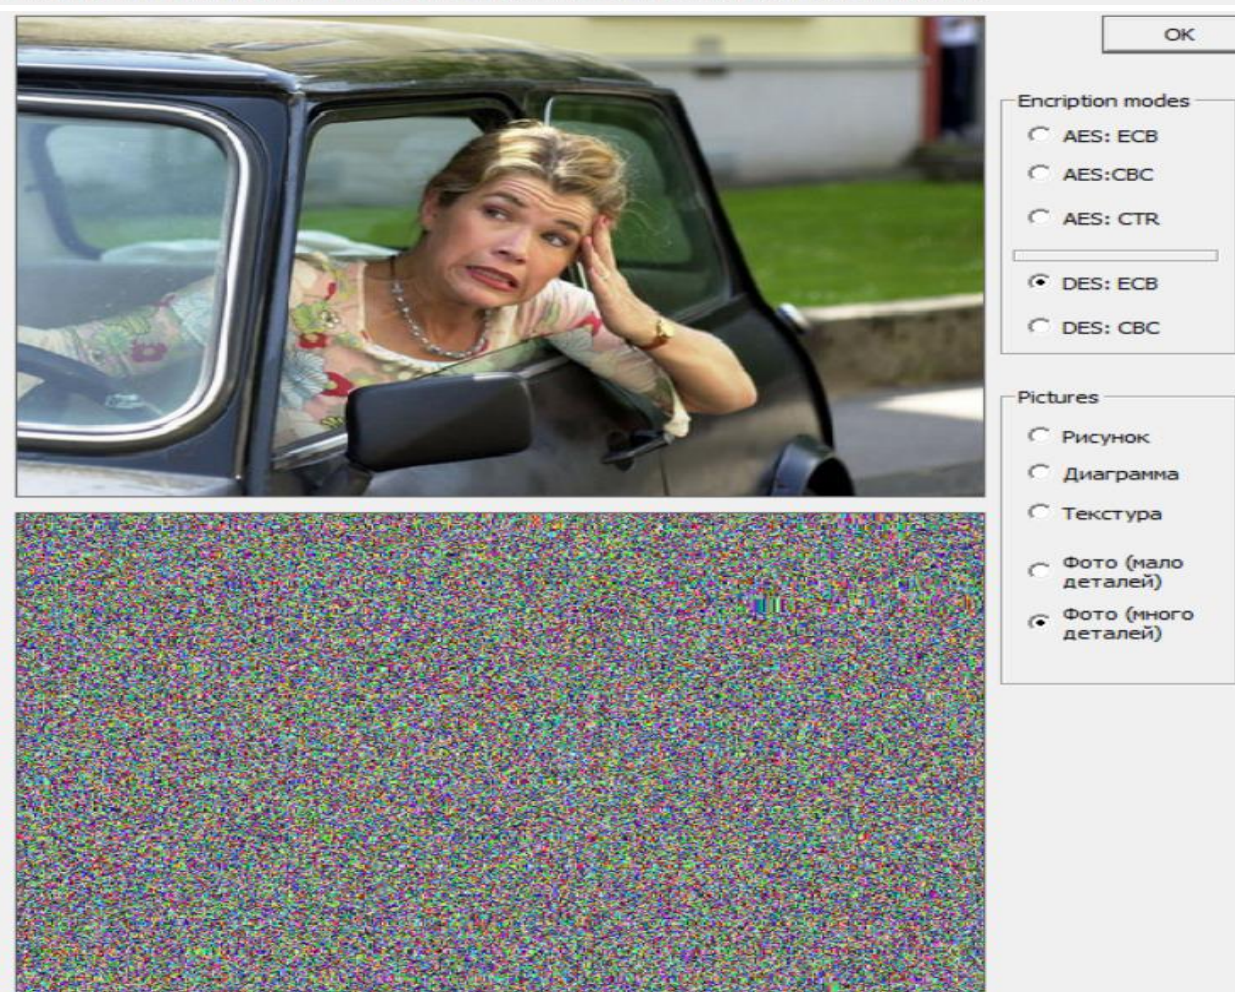 OK
Encription modes
AES: ECB
AES:CBC
AES: CTR
DES: ECB
DES: CBC
Pictures
Рисунок
Диаграмма
Текстура
Фото (мало
деталей)
Фото (много
деталей)